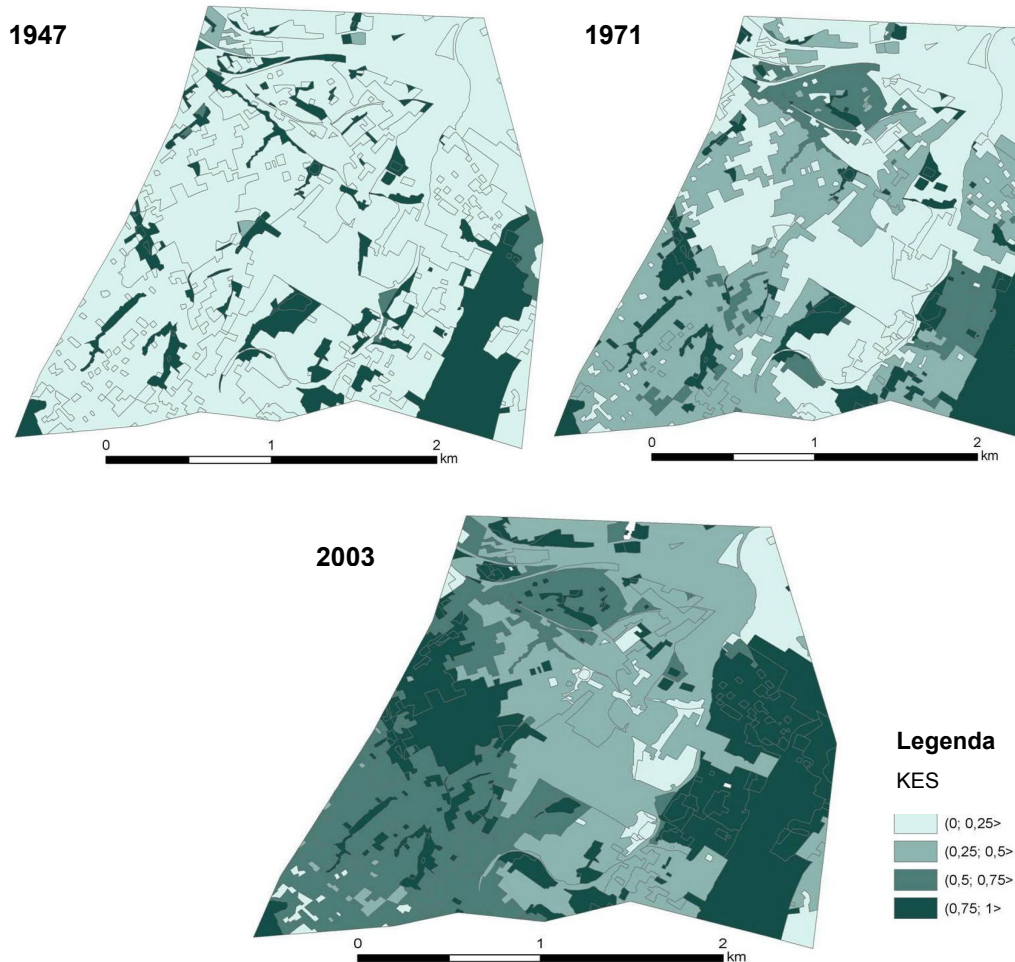 1947
1971
0 1 2
km
0 1 2
km
2003
Legenda
KES
(0; 0,25>
(0,25; 0,5>
(0,5; 0,75>
(0,75; 1>
0 1 2
km